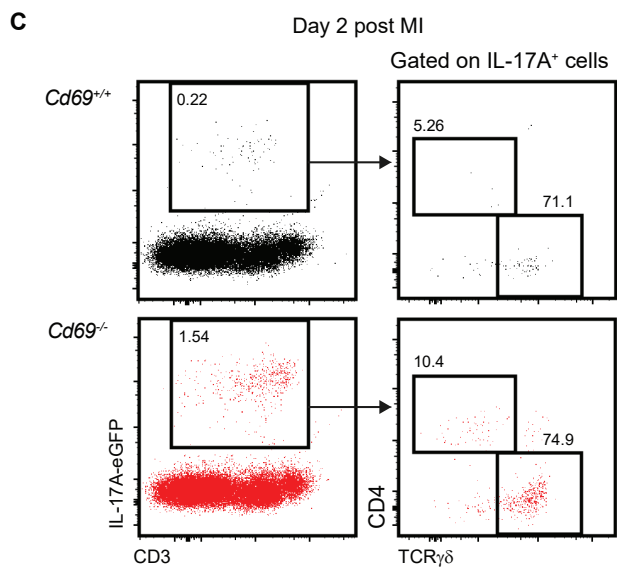 C
Day 2 post MI
Gated on IL-17A⁺ cells
Cd69⁺/⁺
0.22
5.26
71.1
Cd69⁻/⁻
1.54
10.4
74.9
IL-17A-eGFP
CD4
CD3
TCRγδ